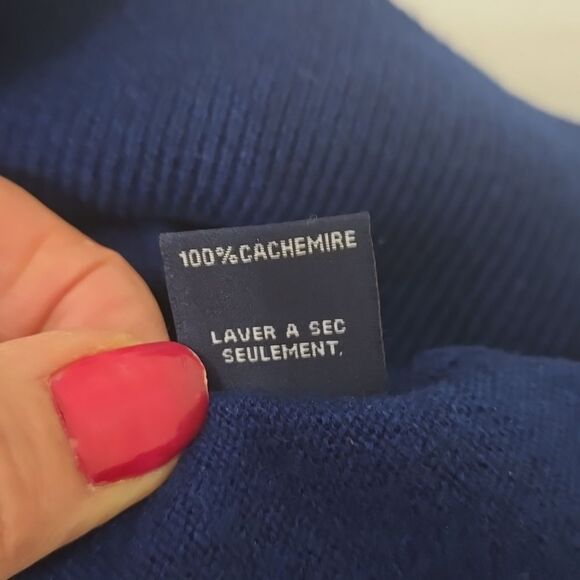 100%CACHEMIRE
LAVER A SEC
SEULEMENT.